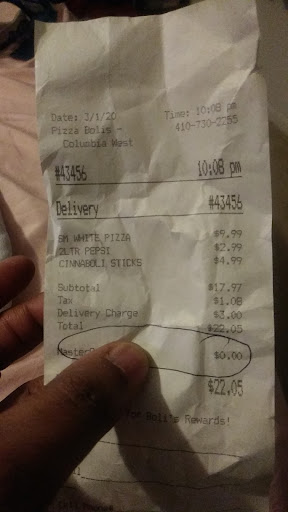 Date: 3/1/20 Time: 10:08 pm
Pizza Bolis - 410-730-2255
Columbia West
#43456 10:08 pm
Delivery #43456
SM WHITE PIZZA $9.99
2LTR PEPSI $2.99
CINNABOLI STICKS $4.99
Subtotal $17.97
Tax $1.08
Delivery Charge $3.00
Total $22.05
$0.00
$22.05
for Boli's Rewards!